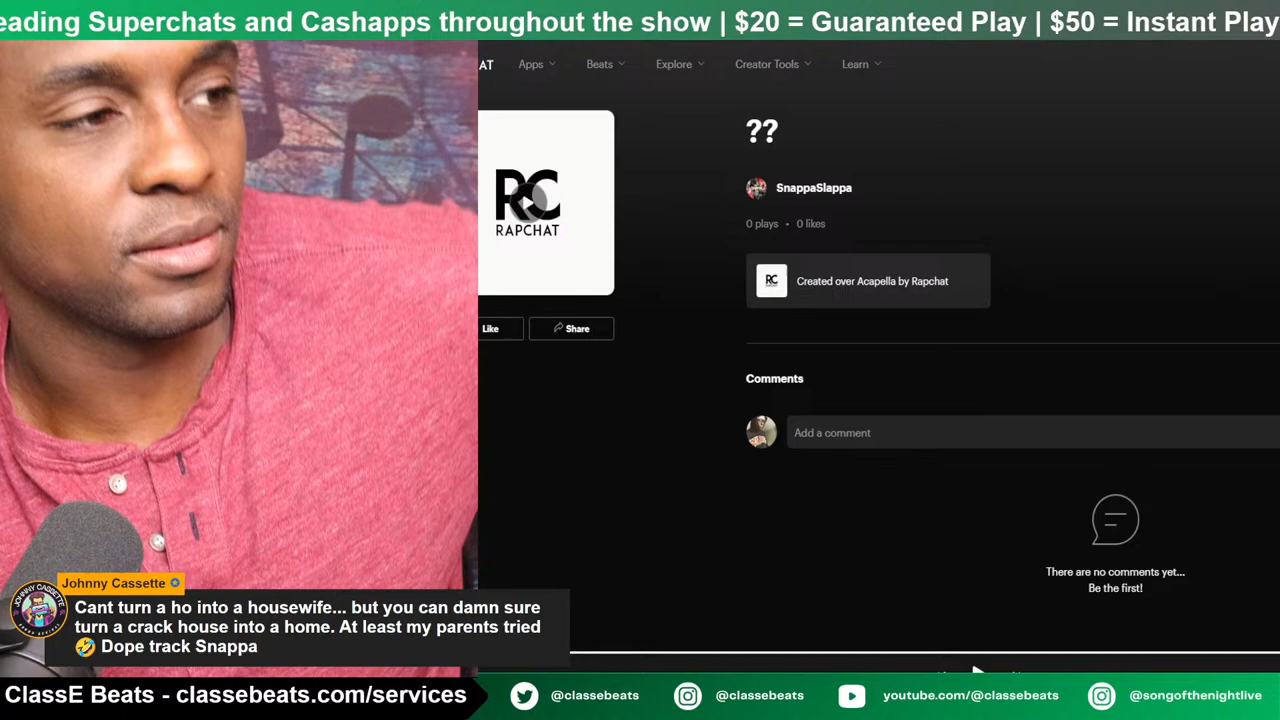 eading Superchats and Cashapps throughout the show | $20 = Guaranteed Play | $50 = Instant Play
AT Apps Beats Explore Creator Tools Learn
??
RC
RAPCHAT
SnappaSlappa
0 plays • 0 likes
RC Created over Acapella by Rapchat
Like Share
Comments
Add a comment
There are no comments yet...
Be the first!
Johnny Cassette
JOHNNY CASSETTE
Cant turn a ho into a housewife... but you can damn sure
turn a crack house into a home. At least my parents tried
🤣 Dope track Snappa
ClassE Beats - classebeats.com/services @classebeats @classebeats youtube.com/@classebeats @songofthenightlive